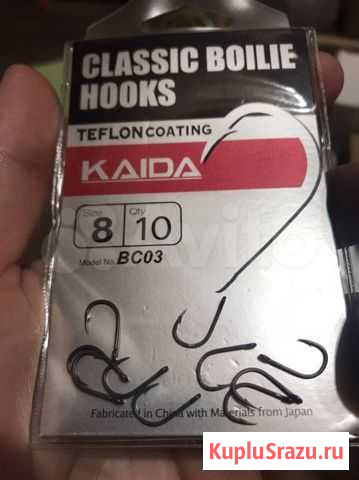 CLASSIC BOILIE
HOOKS
TEFLON COATING
KAIDA
Size Qty
8 10
Model No. BC03
Fabricated in China with Materials from Japan
KupluSrazu.ru